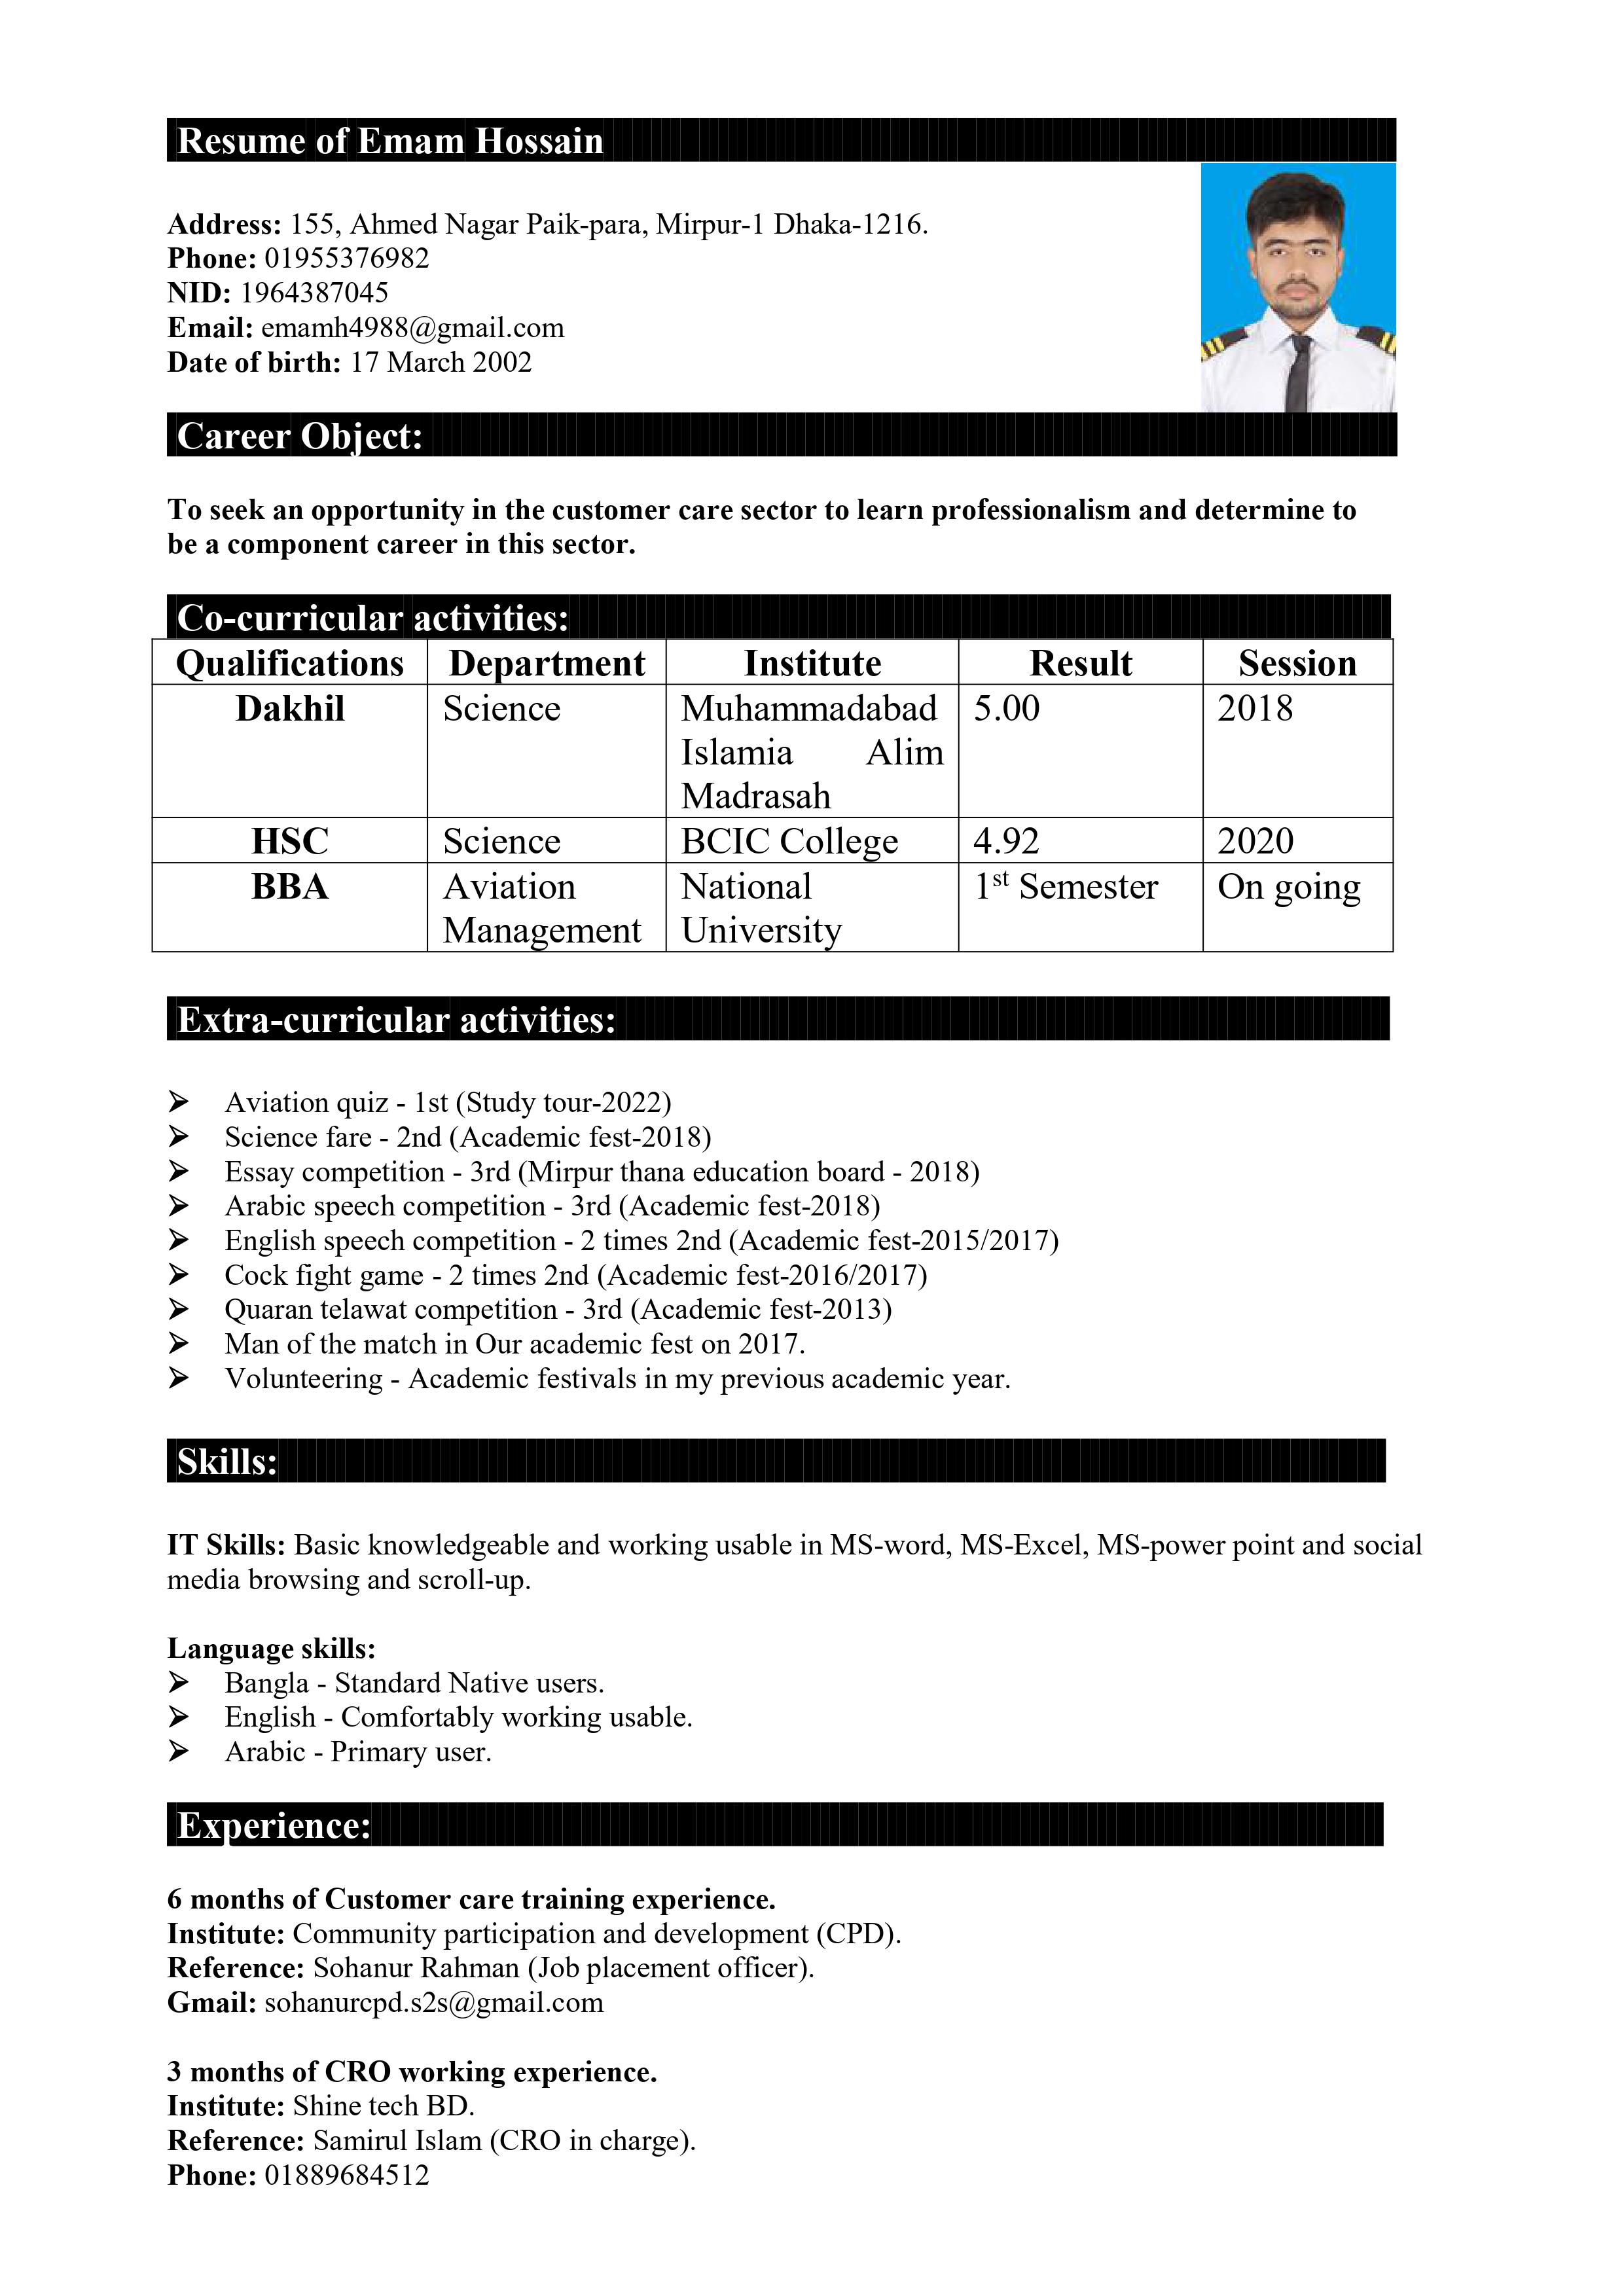 Resume of Emam Hossain
Address: 155, Ahmed Nagar Paik-para, Mirpur-1 Dhaka-1216.
Phone: 01955376982
NID: 1964387045
Email: emamh4988@gmail.com
Date of birth: 17 March 2002
Career Object:
To seek an opportunity in the customer care sector to learn professionalism and determine to
be a component career in this sector.
Co-curricular activities:
Qualifications Department Institute Result Session
Dakhil Science Muhammadabad 5.00 2018
Islamia Alim
Madrasah
HSC Science BCIC College 4.92 2020
BBA Aviation National 1st Semester On going
Management University
Extra-curricular activities:
➢ Aviation quiz - 1st (Study tour-2022)
➢ Science fare - 2nd (Academic fest-2018)
➢ Essay competition - 3rd (Mirpur thana education board - 2018)
➢ Arabic speech competition - 3rd (Academic fest-2018)
➢ English speech competition - 2 times 2nd (Academic fest-2015/2017)
➢ Cock fight game - 2 times 2nd (Academic fest-2016/2017)
➢ Quaran telawat competition - 3rd (Academic fest-2013)
➢ Man of the match in Our academic fest on 2017.
➢ Volunteering - Academic festivals in my previous academic year.
Skills:
IT Skills: Basic knowledgeable and working usable in MS-word, MS-Excel, MS-power point and social
media browsing and scroll-up.
Language skills:
➢ Bangla - Standard Native users.
➢ English - Comfortably working usable.
➢ Arabic - Primary user.
Experience:
6 months of Customer care training experience.
Institute: Community participation and development (CPD).
Reference: Sohanur Rahman (Job placement officer).
Gmail: sohanurcpd.s2s@gmail.com
3 months of CRO working experience.
Institute: Shine tech BD.
Reference: Samirul Islam (CRO in charge).
Phone: 01889684512